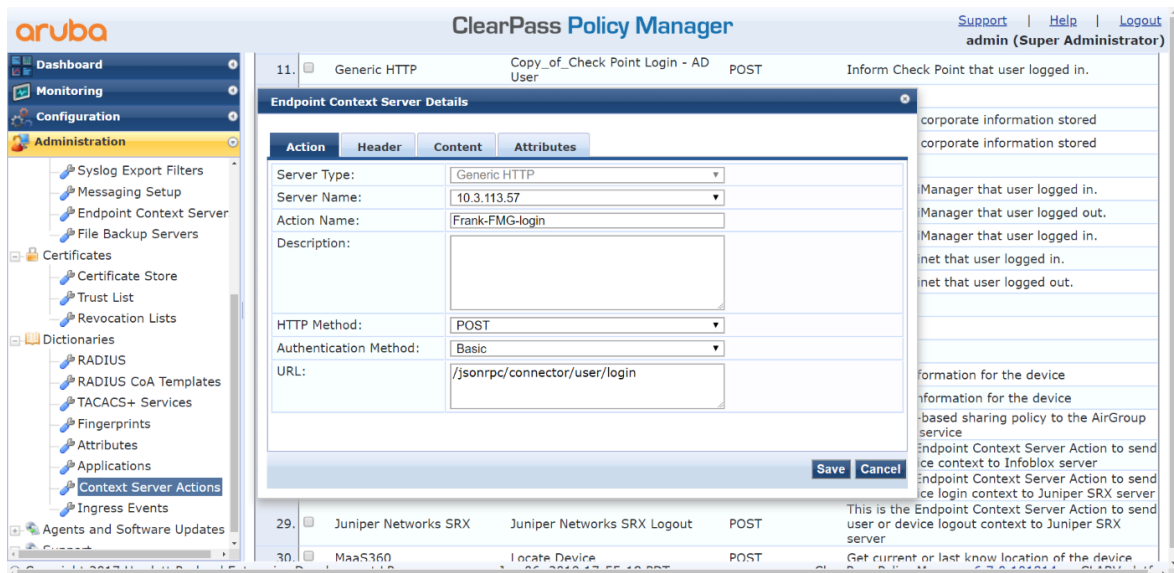 aruba
ClearPass Policy Manager
Support | Help | Logout
admin (Super Administrator)
Dashboard
Monitoring
Configuration
Administration
Syslog Export Filters
Messaging Setup
Endpoint Context Server
File Backup Servers
Certificates
Certificate Store
Trust List
Revocation Lists
Dictionaries
RADIUS
RADIUS CoA Templates
TACACS+ Services
Fingerprints
Attributes
Applications
Context Server Actions
Ingress Events
Agents and Software Updates
11. Generic HTTP Copy_of_Check Point Login - AD User POST Inform Check Point that user logged in.
Endpoint Context Server Details
Action Header Content Attributes
Server Type: Generic HTTP
Server Name: 10.3.113.57
Action Name: Frank-FMG-login
Description:
HTTP Method: POST
Authentication Method: Basic
URL: /jsonrpc/connector/user/login
Save Cancel
corporate information stored
corporate information stored
iManager that user logged in.
iManager that user logged out.
iManager that user logged in.
inet that user logged in.
inet that user logged out.
formation for the device
nformation for the device
-based sharing policy to the AirGroup
service
Endpoint Context Server Action to send
ce context to Infoblox server
Endpoint Context Server Action to send
ce login context to Juniper SRX server
This is the Endpoint Context Server Action to send
29. Juniper Networks SRX Juniper Networks SRX Logout POST user or device logout context to Juniper SRX
server
30. MaaS360 Locate Device POST Get current or last know location of the device